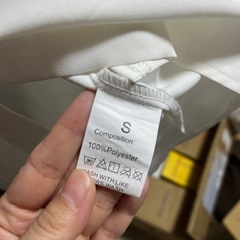 S
Composition:
100%Polyester
WASH WITH LIKE